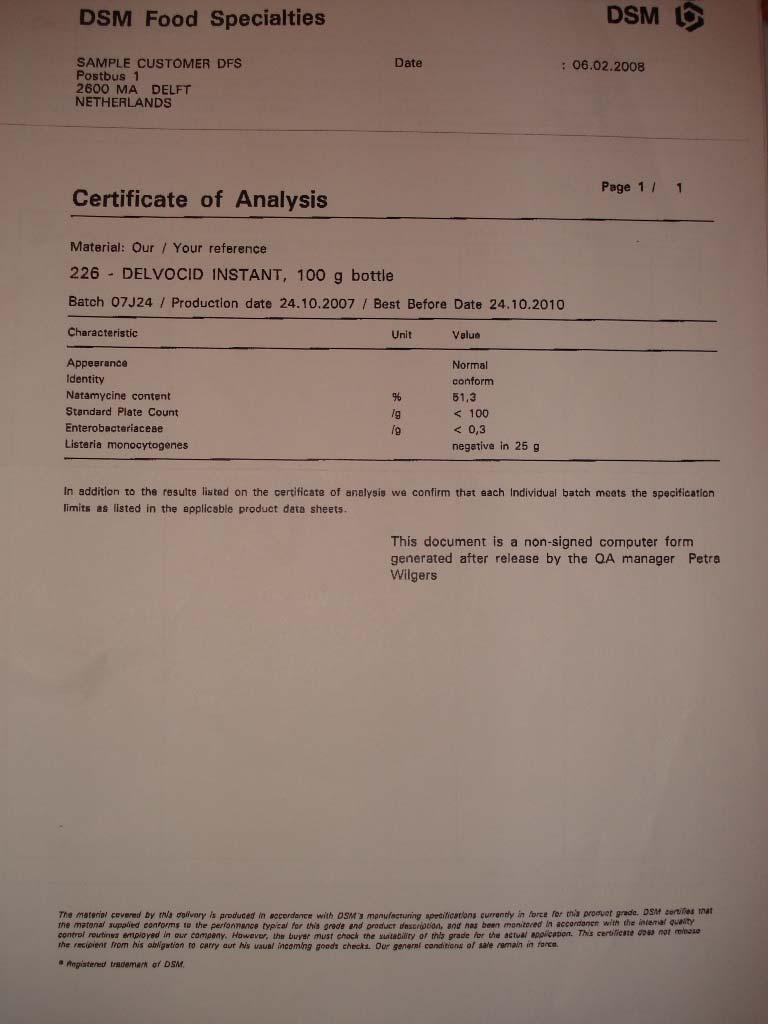 DSM Food Specialties
DSM
SAMPLE CUSTOMER DFS
Postbus 1
2600 MA DELFT
NETHERLANDS
Date : 06.02.2008
Page 1 / 1
Certificate of Analysis
Material: Our / Your reference
226 - DELVOCID INSTANT, 100 g bottle
Batch 07J24 / Production date 24.10.2007 / Best Before Date 24.10.2010
Characteristic Unit Value
Appearance Normal
Identity conform
Natamycine content % 51,3
Standard Plate Count /g < 100
Enterobacteriaceae /g < 0,3
Listeria monocytogenes negative in 25 g
In addition to the results listed on the certificate of analysis we confirm that each individual batch meets the specification
limits as listed in the applicable product data sheets.
This document is a non-signed computer form
generated after release by the QA manager Petra
Wilgers
The material covered by this delivery is produced in accordance with DSM's manufacturing specifications currently in force for this product grade. DSM certifies that
the material supplied conforms to the performance typical for this grade and product description, and has been monitored in accordance with the internal quality
control routines employed in our company. However, the buyer must check the suitability of this grade for the actual application. This certificate does not release
the recipient from his obligation to carry out his usual incoming goods checks. Our general conditions of sale remain in force.
® Registered trademark of DSM.